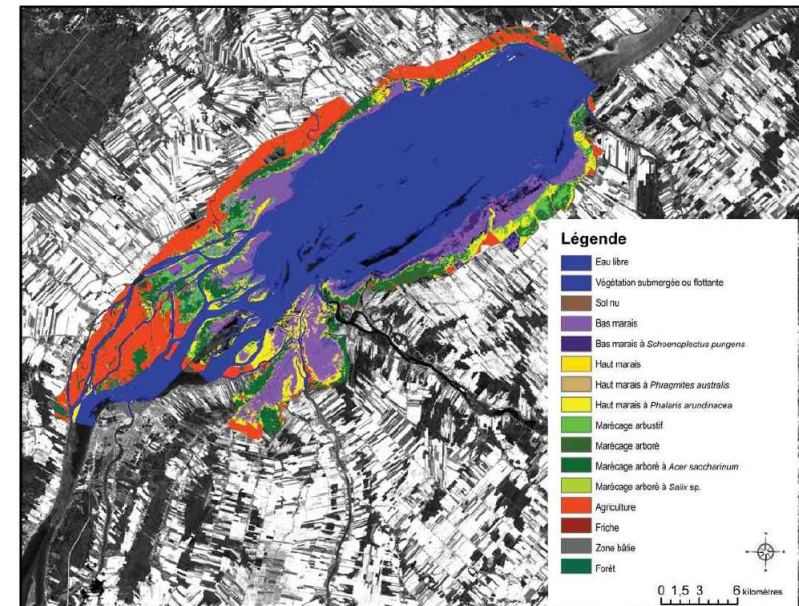 Légende
Eau libre
Végétation submergée ou flottante
Sol nu
Bas marais
Bas marais à Schoenoplectus pungens
Haut marais
Haut marais à Phragmites australis
Haut marais à Phalaris arundinacea
Marécage arbustif
Marécage arboré
Marécage arboré à Acer saccharinum
Marécage arboré à Salix sp.
Agriculture
Friche
Zone bâtie
Forêt
0 1,5 3 6 kilomètres